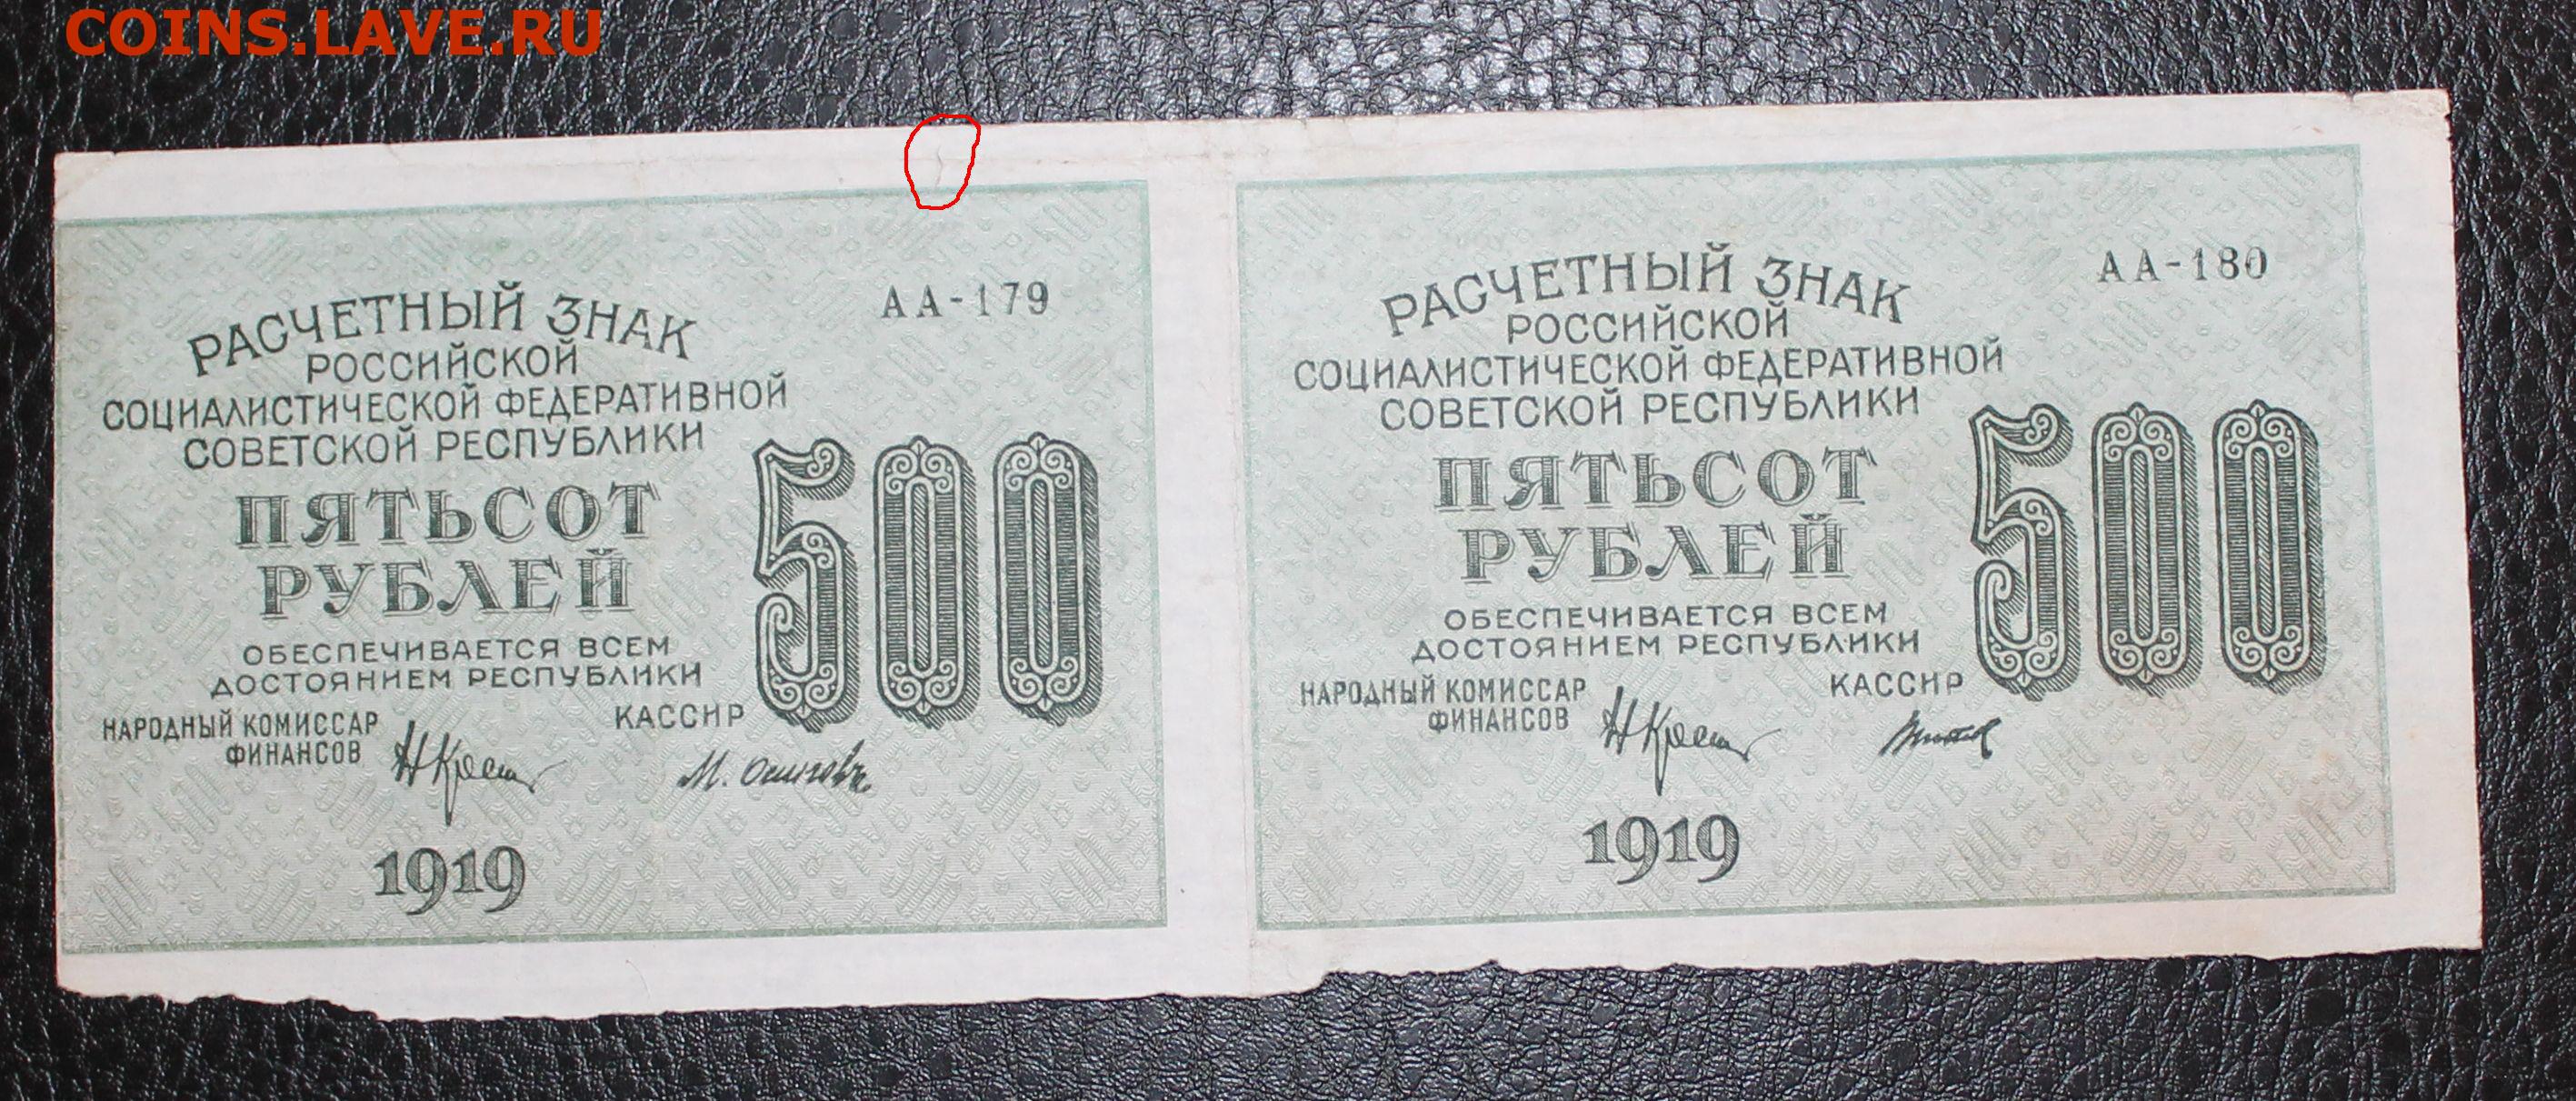 COINS.LAVE.RU
АА-179
РАСЧЕТНЫЙ ЗНАК
РОССИЙСКОЙ
СОЦИАЛИСТИЧЕСКОЙ ФЕДЕРАТИВНОЙ
СОВЕТСКОЙ РЕСПУБЛИКИ
ПЯТЬСОТ
РУБЛЕЙ
500
ОБЕСПЕЧИВАЕТСЯ ВСЕМ
ДОСТОЯНИЕМ РЕСПУБЛИКИ
НАРОДНЫЙ КОМИССАР
ФИНАНСОВ
КАССИР
М. Осиповъ
1919
АА-180
РАСЧЕТНЫЙ ЗНАК
РОССИЙСКОЙ
СОЦИАЛИСТИЧЕСКОЙ ФЕДЕРАТИВНОЙ
СОВЕТСКОЙ РЕСПУБЛИКИ
ПЯТЬСОТ
РУБЛЕЙ
500
ОБЕСПЕЧИВАЕТСЯ ВСЕМ
ДОСТОЯНИЕМ РЕСПУБЛИКИ
НАРОДНЫЙ КОМИССАР
ФИНАНСОВ
КАССИР
1919